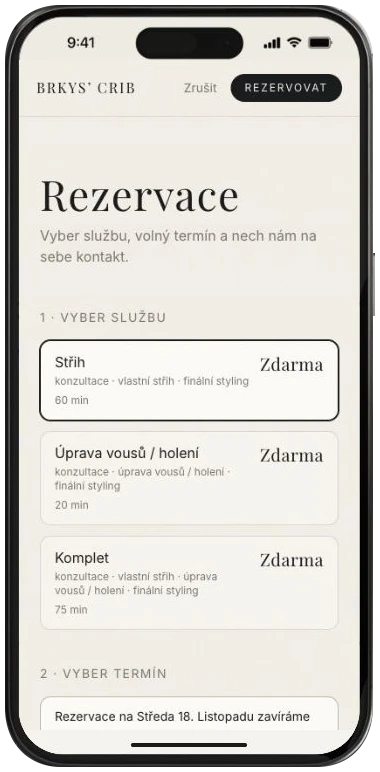 9:41
BRKYS' CRIB
Zrušit
REZERVOVAT
Rezervace
Vyber službu, volný termín a nech nám na
sebe kontakt.
1 · VYBER SLUŽBU
Střih
Zdarma
konzultace · vlastní střih · finální styling
60 min
Úprava vousů / holení
Zdarma
konzultace · úprava vousů / holení ·
finální styling
20 min
Komplet
Zdarma
konzultace · vlastní střih · úprava
vousů / holení · finální styling
75 min
2 · VYBER TERMÍN
Rezervace na Středa 18. Listopadu zavíráme